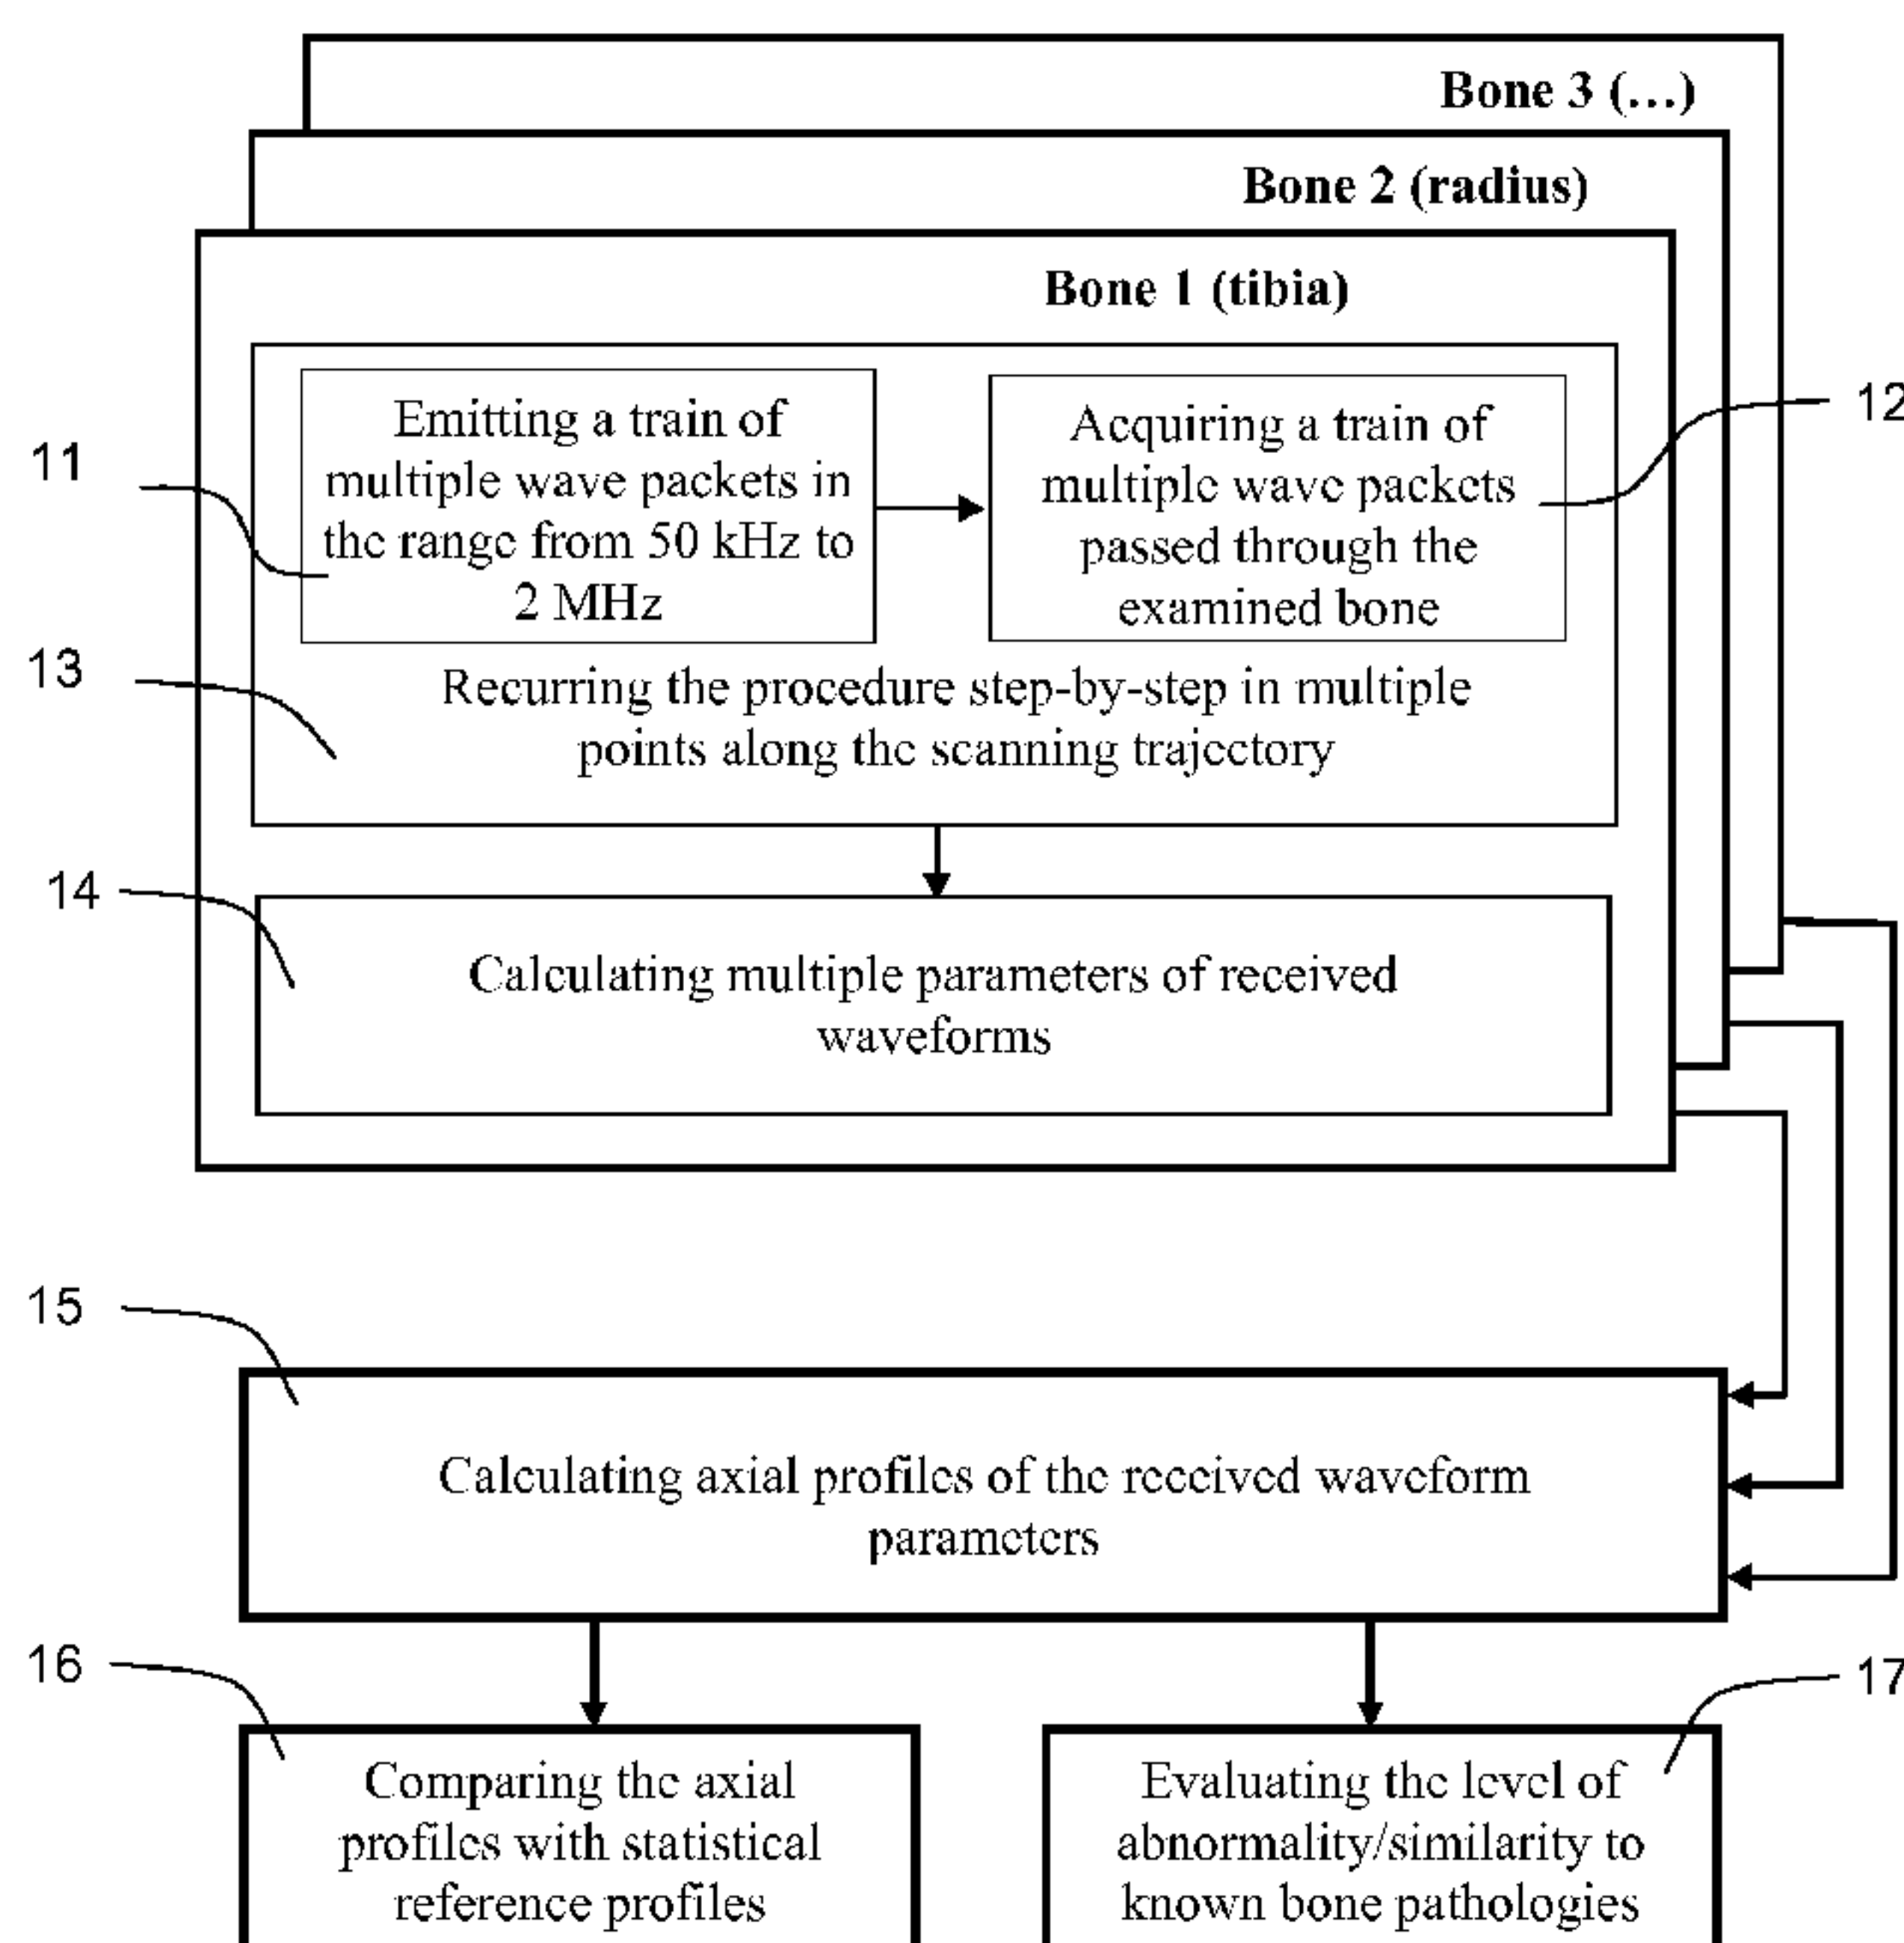 Bone 3 (...)
Bone 2 (radius)
Bone 1 (tibia)
Emitting a train of
multiple wave packets in
the range from 50 kHz to
2 MHz
Acquiring a train of
multiple wave packets
passed through the
examined bone
11
12
13
Recurring the procedure step-by-step in multiple
points along the scanning trajectory
14
Calculating multiple parameters of received
waveforms
15
Calculating axial profiles of the received waveform
parameters
16
17
Comparing the axial
profiles with statistical
reference profiles
Evaluating the level of
abnormality/similarity to
known bone pathologies